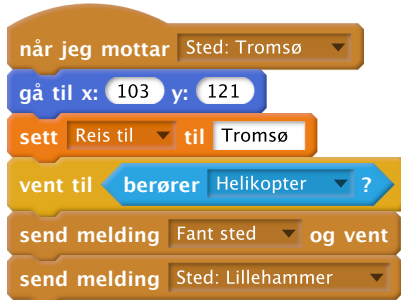 når jeg mottar Sted: Tromsø
gå til x: 103 y: 121
sett Reis til til Tromsø
vent til berører Helikopter ?
send melding Fant sted og vent
send melding Sted: Lillehammer